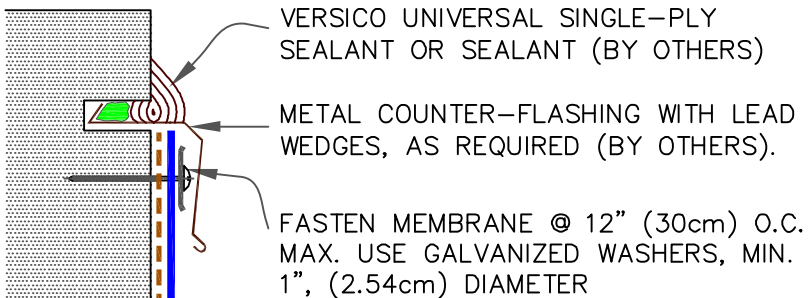 VERSICO UNIVERSAL SINGLE–PLY
SEALANT OR SEALANT (BY OTHERS)
METAL COUNTER–FLASHING WITH LEAD
WEDGES, AS REQUIRED (BY OTHERS).
FASTEN MEMBRANE @ 12” (30cm) O.C.
MAX. USE GALVANIZED WASHERS, MIN.
1”, (2.54cm) DIAMETER